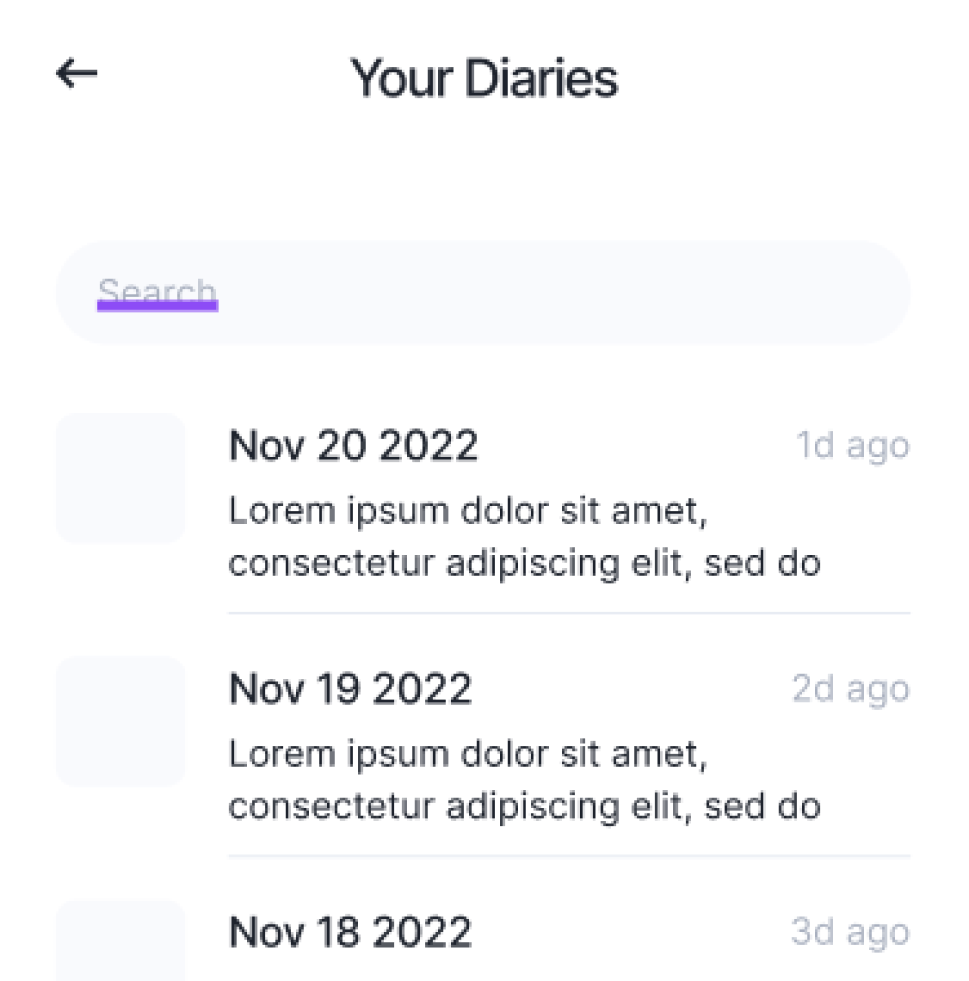 Your Diaries
Search
Nov 20 2022 1d ago
Lorem ipsum dolor sit amet,
consectetur adipiscing elit, sed do
Nov 19 2022 2d ago
Lorem ipsum dolor sit amet,
consectetur adipiscing elit, sed do
Nov 18 2022 3d ago